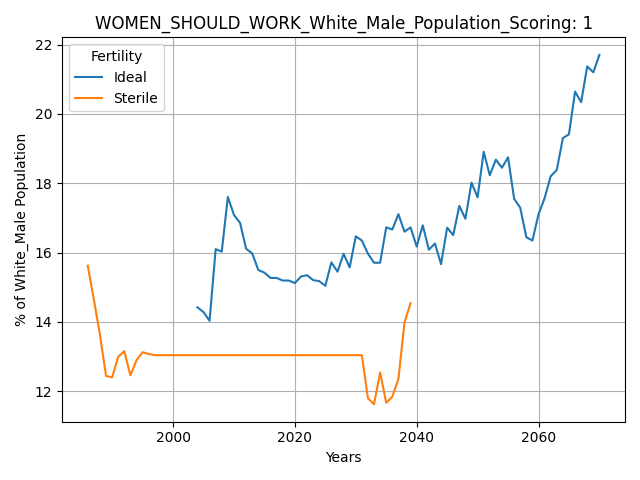 WOMEN_SHOULD_WORK_White_Male_Population_Scoring: 1
Fertility
Ideal
Sterile
% of White_Male Population
22
20
18
16
14
12
2000 2020 2040 2060
Years